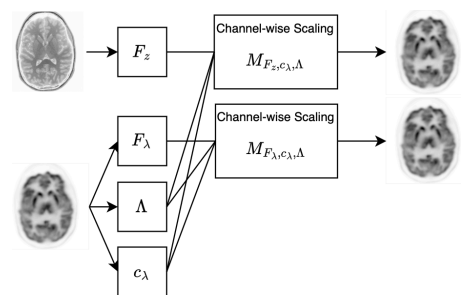 F_z
Channel-wise Scaling
M_{F_z,c_λ,Λ}
F_λ
Channel-wise Scaling
M_{F_λ,c_λ,Λ}
Λ
c_λ